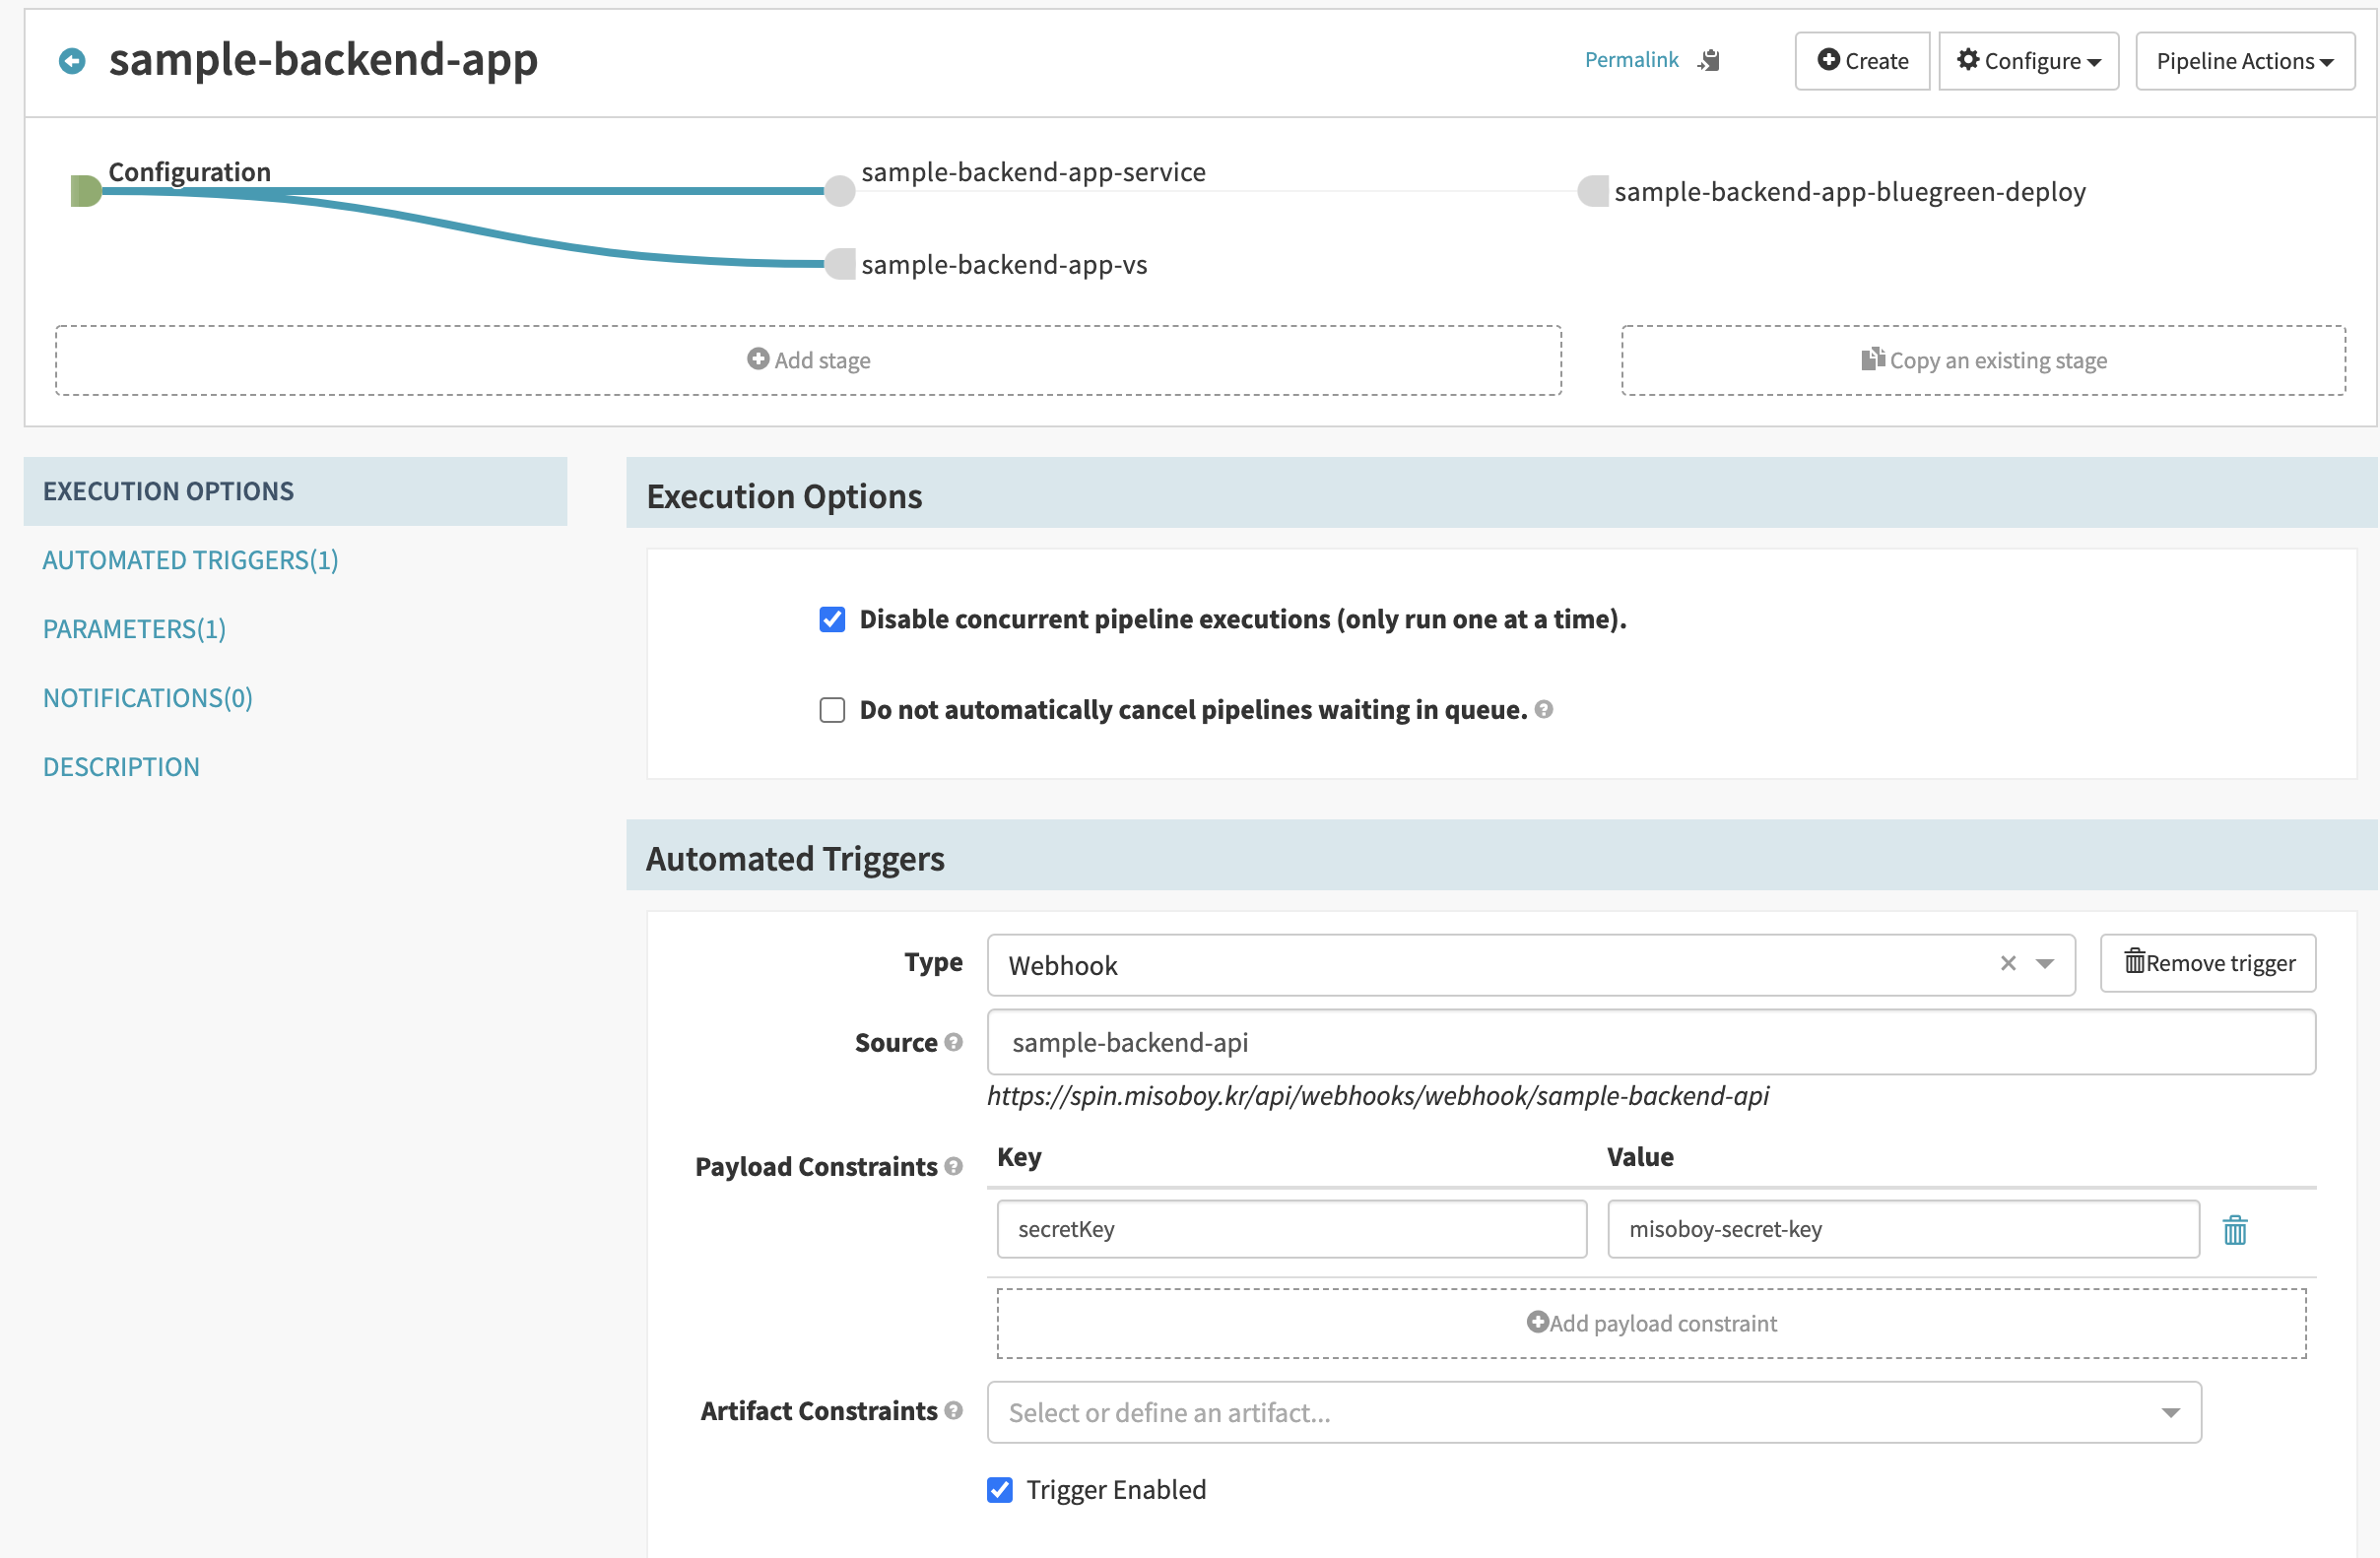 sample-backend-app
Permalink
Create
Configure
Pipeline Actions
Configuration
sample-backend-app-service
sample-backend-app-bluegreen-deploy
sample-backend-app-vs
Add stage
Copy an existing stage
EXECUTION OPTIONS
AUTOMATED TRIGGERS(1)
PARAMETERS(1)
NOTIFICATIONS(0)
DESCRIPTION
Execution Options
Disable concurrent pipeline executions (only run one at a time).
Do not automatically cancel pipelines waiting in queue.
Automated Triggers
Type
Webhook
Remove trigger
Source
sample-backend-api
https://spin.misoboy.kr/api/webhooks/webhook/sample-backend-api
Payload Constraints
Key
Value
secretKey
misoboy-secret-key
Add payload constraint
Artifact Constraints
Select or define an artifact...
Trigger Enabled